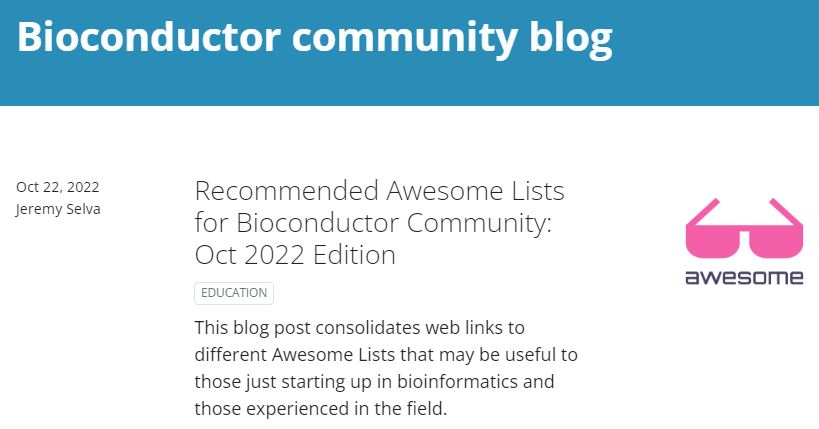 Bioconductor community blog
Oct 22, 2022
Jeremy Selva
Recommended Awesome Lists
for Bioconductor Community:
Oct 2022 Edition
EDUCATION
This blog post consolidates web links to
different Awesome Lists that may be useful to
those just starting up in bioinformatics and
those experienced in the field.
awesome